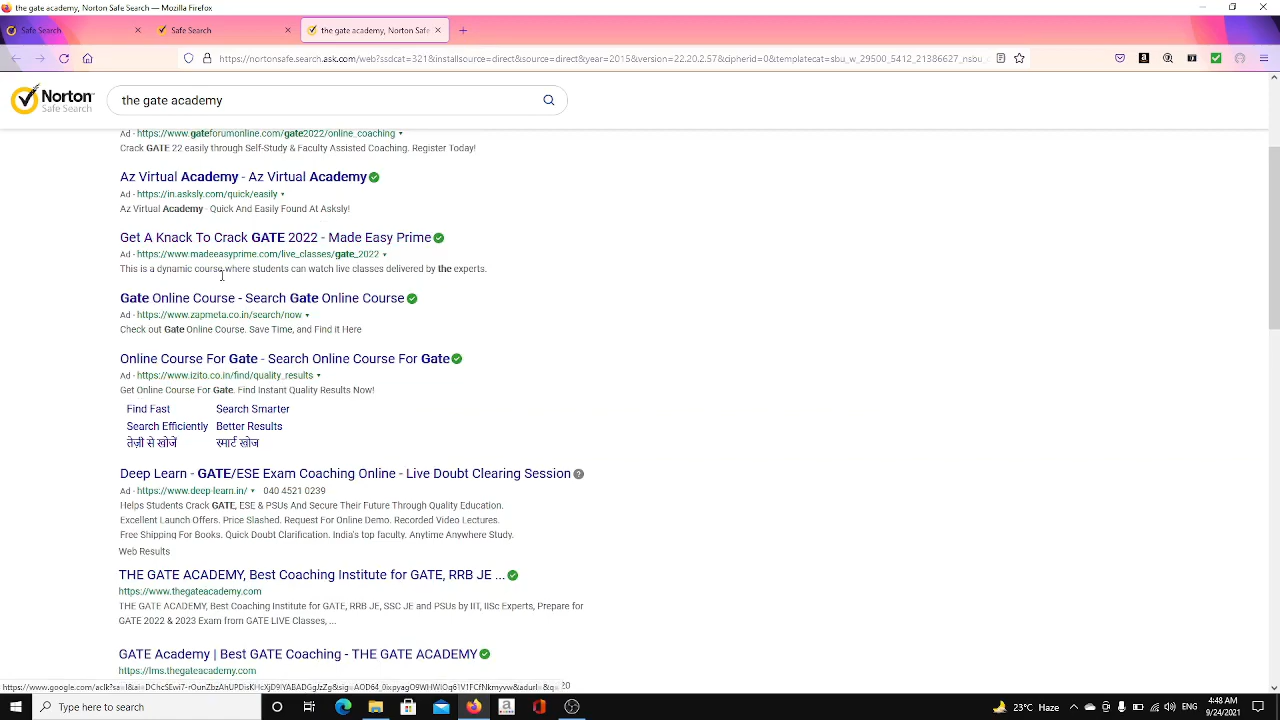 the gate academy, Norton Safe Search — Mozilla Firefox
Safe Search
Safe Search
the gate academy, Norton Safe
https://nortonsafe.search.ask.com/web?ssdcat=321&installsource=direct&source=direct&year=2015&version=22.20.2.57&cipherid=0&templatecat=sbu_w_29500_5412_21386627_nsbu_
Norton
Safe Search
the gate academy
Ad · https://www.gateforumonline.com/gate2022/online_coaching
Crack GATE 22 easily through Self-Study & Faculty Assisted Coaching. Register Today!
Az Virtual Academy - Az Virtual Academy
Ad · https://in.asksly.com/quick/easily
Az Virtual Academy - Quick And Easily Found At Asksly!
Get A Knack To Crack GATE 2022 - Made Easy Prime
Ad · https://www.madeeasyprime.com/live_classes/gate_2022
This is a dynamic course where students can watch live classes delivered by the experts.
Gate Online Course - Search Gate Online Course
Ad · https://www.zapmeta.co.in/search/now
Check out Gate Online Course. Save Time, and Find it Here
Online Course For Gate - Search Online Course For Gate
Ad · https://www.izito.co.in/find/quality_results
Get Online Course For Gate. Find Instant Quality Results Now!
Find Fast Search Smarter
Search Efficiently Better Results
तेज़ी से खोजें स्मार्ट खोज
Deep Learn - GATE/ESE Exam Coaching Online - Live Doubt Clearing Session
Ad · https://www.deep-learn.in/ 040 4521 0239
Helps Students Crack GATE, ESE & PSUs And Secure Their Future Through Quality Education.
Excellent Launch Offers. Price Slashed. Request For Online Demo. Recorded Video Lectures.
Free Shipping For Books. Quick Doubt Clarification. India's top faculty. Anytime Anywhere Study.
Web Results
THE GATE ACADEMY, Best Coaching Institute for GATE, RRB JE ...
https://www.thegateacademy.com
THE GATE ACADEMY, Best Coaching Institute for GATE, RRB JE, SSC JE and PSUs by IIT, IISc Experts, Prepare for
GATE 2022 & 2023 Exam from GATE LIVE Classes, ...
GATE Academy | Best GATE Coaching - THE GATE ACADEMY
https://lms.thegateacademy.com
Type here to search
23°C Haze
ENG
4:48 AM
9/24/2021